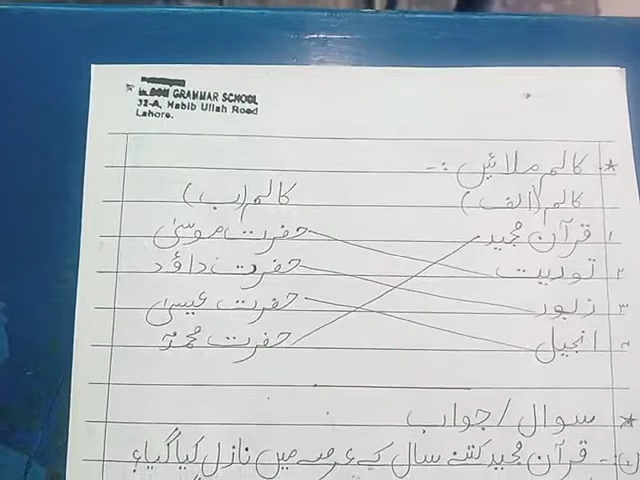 GRAMMAR SCHOOL
32-A, Habib Ullah Road
Lahore.
* کالم ملائیں :-
کالم (الف) کالم (ب)
۱ قرآن مجید حضرت موسیٰ
۲ توریت حضرت داؤد
۳ زبور حضرت عیسیٰ
۴ انجیل حضرت محمدؐ
* سوال / جواب
قرآن مجید کتنے سال کے عرصے میں نازل کیا گیا؟